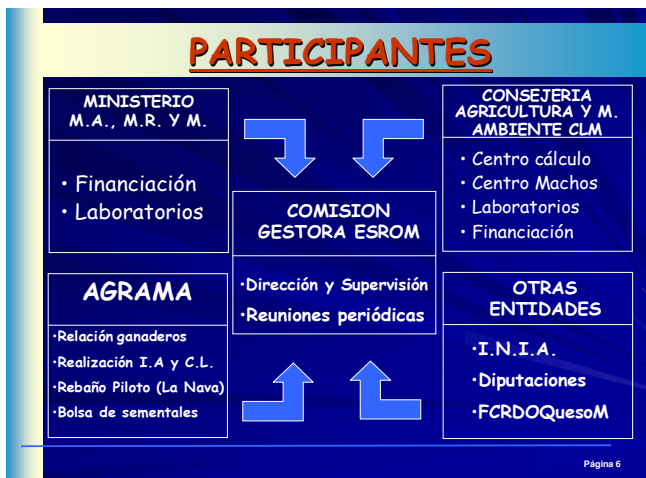 PARTICIPANTES
MINISTERIO
M.A., M.R. Y M.
• Financiación
• Laboratorios
CONSEJERIA
AGRICULTURA Y M.
AMBIENTE CLM
• Centro cálculo
• Centro Machos
• Laboratorios
• Financiación
COMISION
GESTORA ESROM
•Dirección y Supervisión
•Reuniones periódicas
AGRAMA
•Relación ganaderos
•Realización I.A y C.L.
•Rebaño Piloto (La Nava)
•Bolsa de sementales
OTRAS
ENTIDADES
•I.N.I.A.
•Diputaciones
•FCRDOQuesoM
Página 6